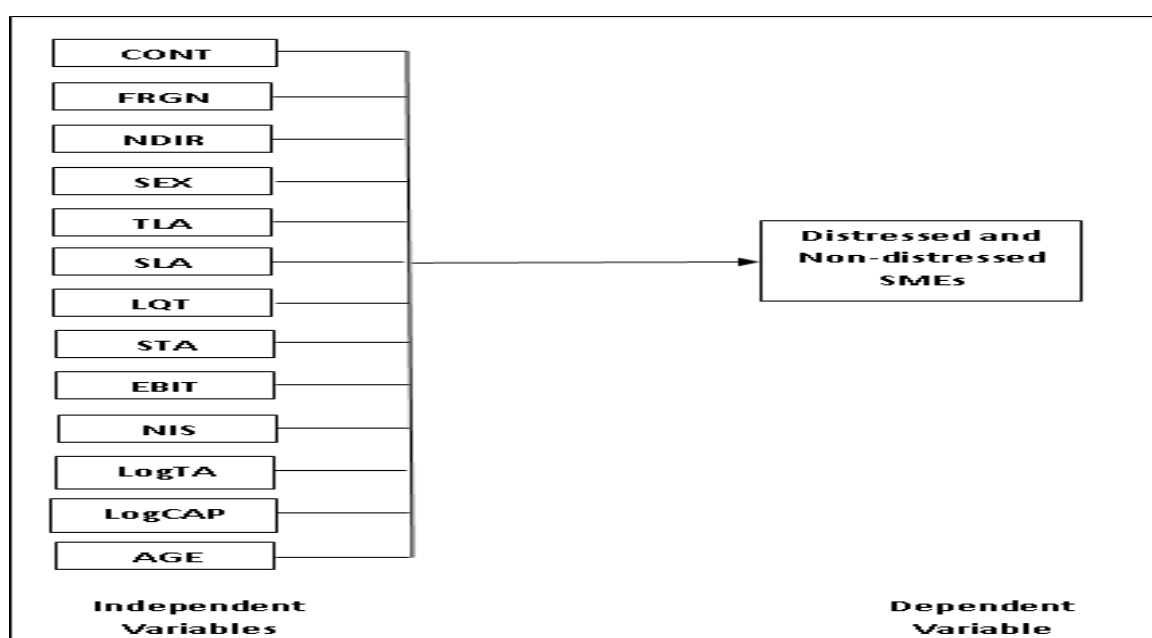 CONT
FRGN
NDIR
SEX
TLA
SLA
LQT
STA
EBIT
NIS
LogTA
LogCAP
AGE
Distressed and
Non-distressed
SMEs
Independent
Variables
Dependent
Variable